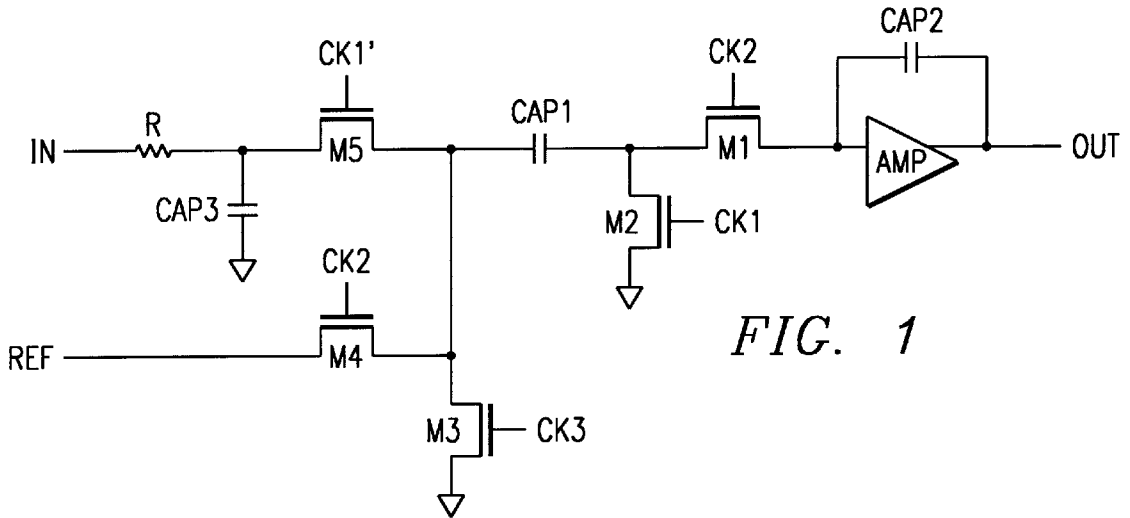 CAP2
CK1'
CK2
CAP1
R
IN
M5
M1
AMP
OUT
CAP3
M2
CK1
CK2
FIG. 1
REF
M4
M3
CK3